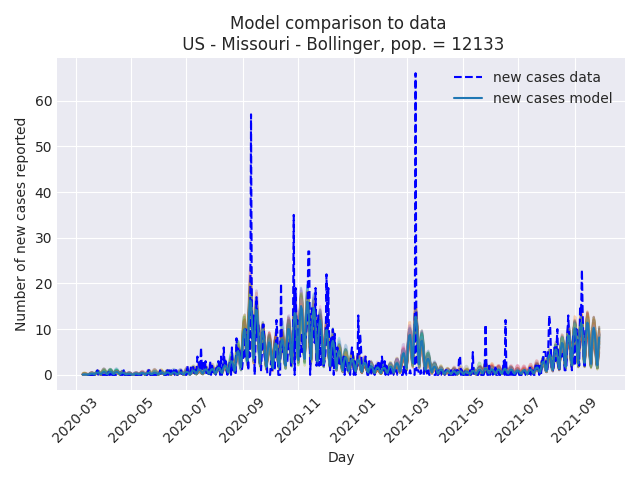 Model comparison to data
US - Missouri - Bollinger, pop. = 12133
new cases data
new cases model
Number of new cases reported
60
50
40
30
20
10
0
2020-03
2020-05
2020-07
2020-09
2020-11
2021-01
2021-03
2021-05
2021-07
2021-09
Day